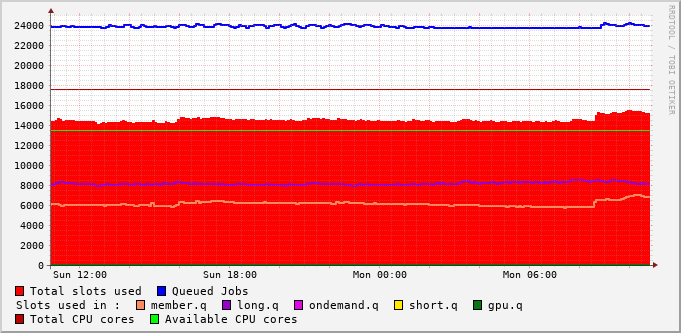 RRDTOOL / TOBI OETIKER
24000
22000
20000
18000
16000
14000
12000
10000
8000
6000
4000
2000
0
Sun 12:00 Sun 18:00 Mon 00:00 Mon 06:00
Total slots used Queued Jobs
Slots used in : member.q long.q ondemand.q short.q gpu.q
Total CPU cores Available CPU cores